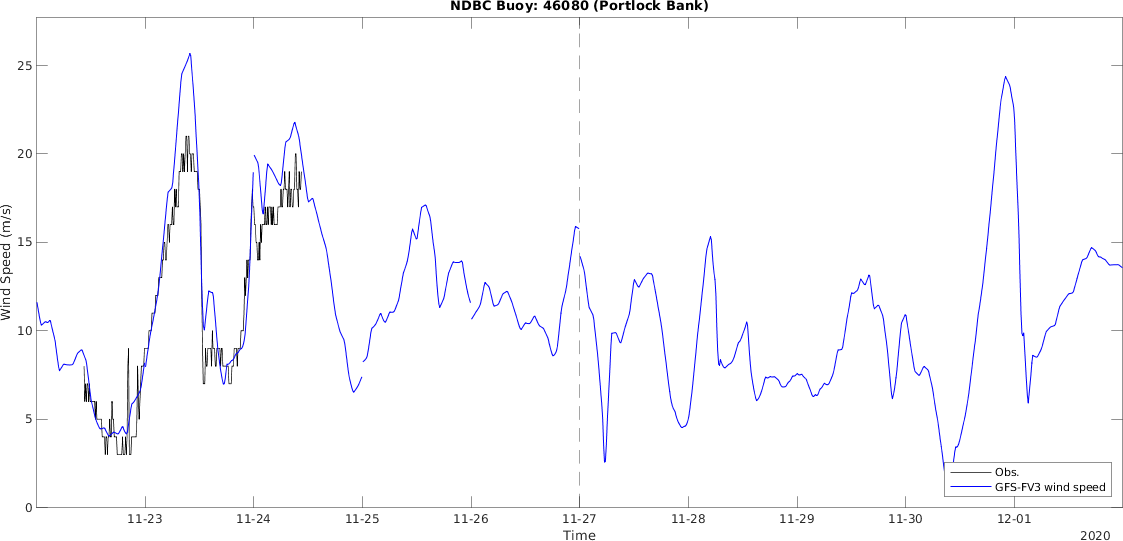 NDBC Buoy: 46080 (Portlock Bank)
Wind Speed (m/s)
25
20
15
10
5
0
11-23 11-24 11-25 11-26 11-27 11-28 11-29 11-30 12-01
Time
2020
Obs.
GFS-FV3 wind speed